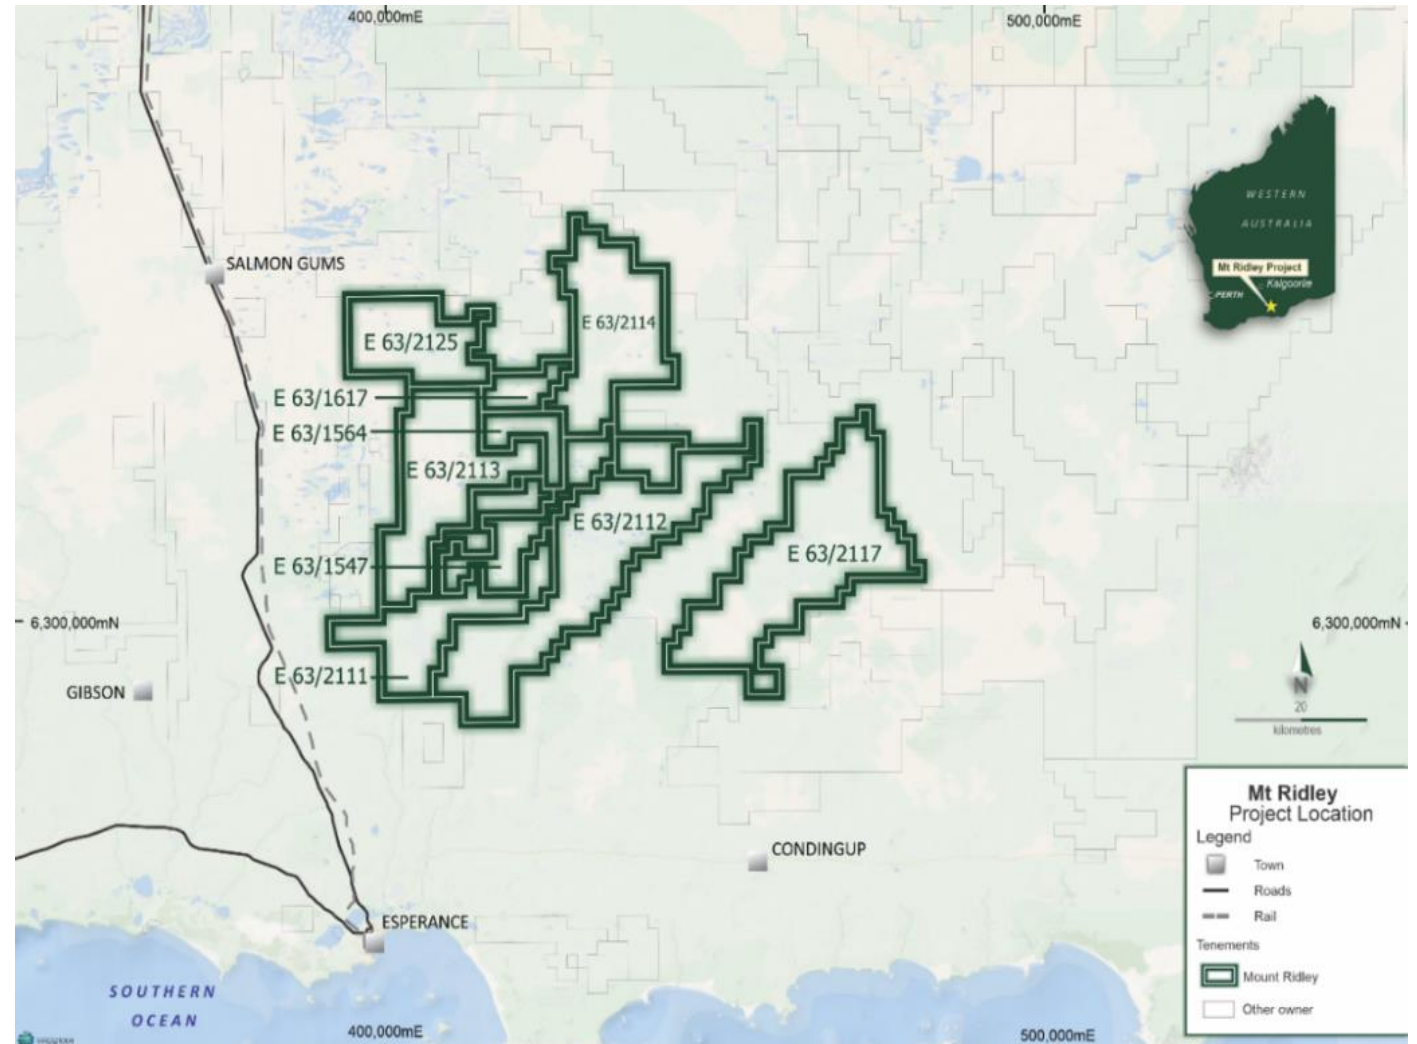 400,000mE
500,000mE
WESTERN
AUSTRALIA
Mt Ridley Project
Kalgoorlie
PERTH
SALMON GUMS
E 63/2125
E 63/2114
E 63/1617
E 63/1564
E 63/2113
E 63/2112
E 63/2117
E 63/1547
6,300,000mN
6,300,000mN
E 63/2111
GIBSON
N
20
kilometres
Mt Ridley
Project Location
Legend
Town
Roads
Rail
Tenements
Mount Ridley
Other owner
CONDINGUP
ESPERANCE
SOUTHERN
OCEAN
400,000mE
500,000mE